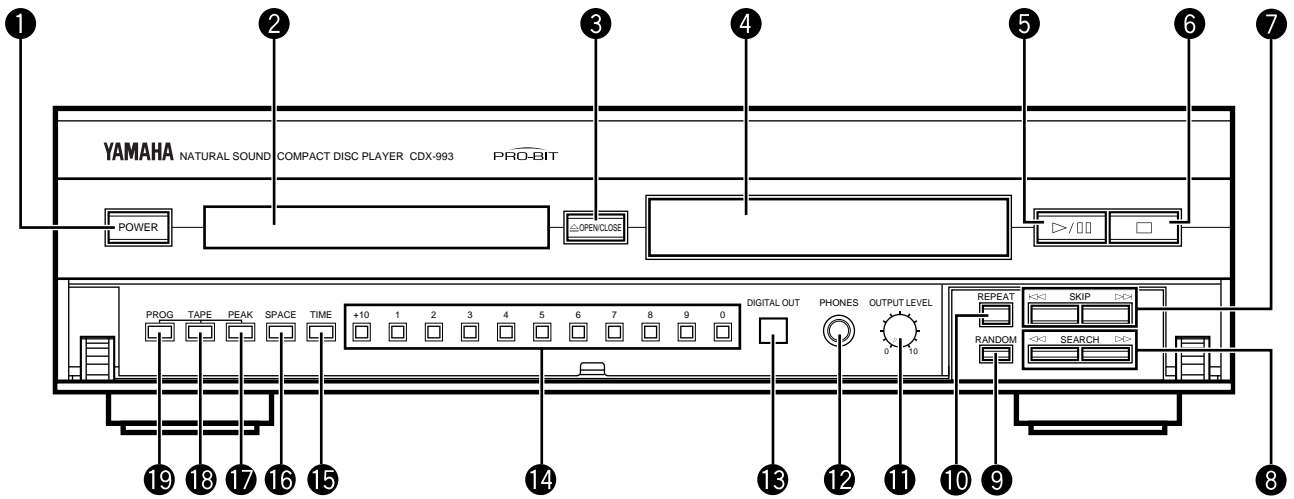 1 2 3 4 5 6 7
YAMAHA NATURAL SOUND COMPACT DISC PLAYER CDX-993 PRO-BIT
POWER
OPEN/CLOSE
PROG TAPE PEAK SPACE TIME
+10 1 2 3 4 5 6 7 8 9 0
DIGITAL OUT PHONES OUTPUT LEVEL
0 10
REPEAT SKIP
RANDOM SEARCH
19 18 17 16 15 14 13 12 11 10 9 8